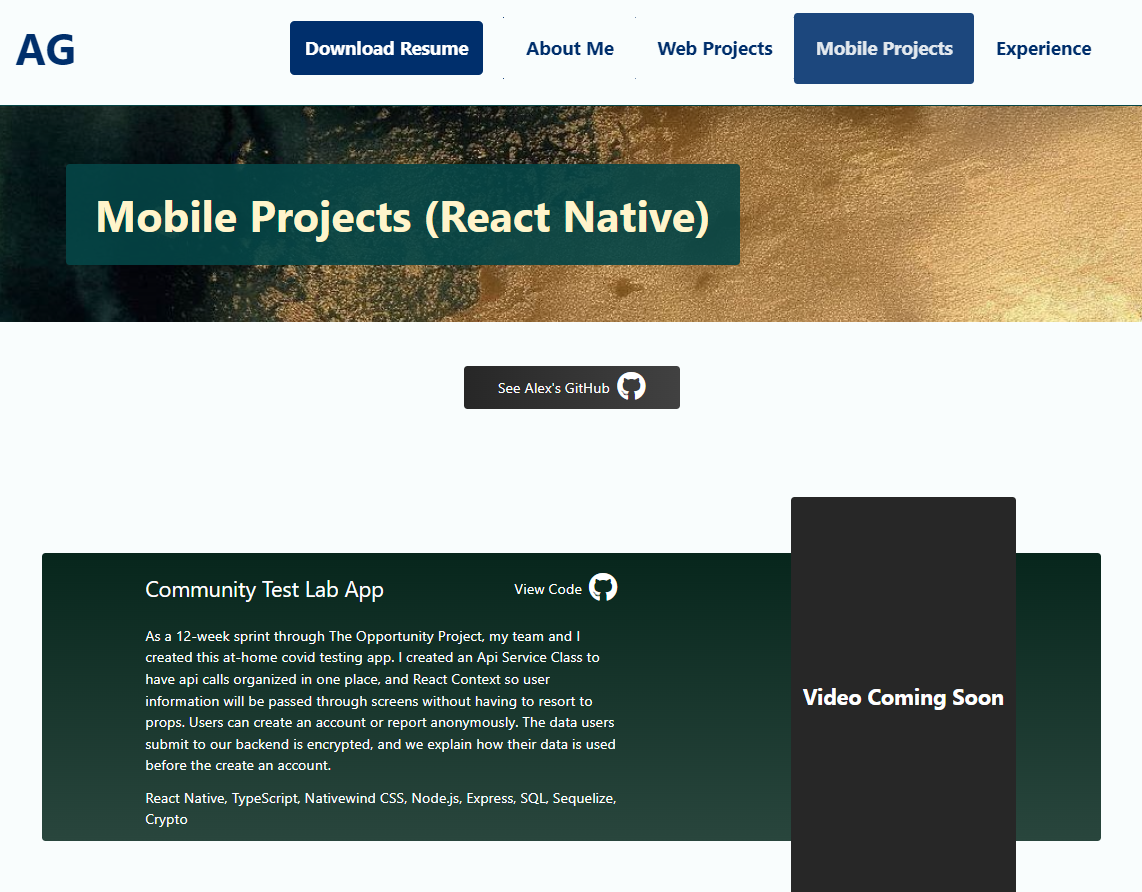 AG
Download Resume
About Me
Web Projects
Mobile Projects
Experience
Mobile Projects (React Native)
See Alex's GitHub
Community Test Lab App
View Code
As a 12-week sprint through The Opportunity Project, my team and I
created this at-home covid testing app. I created an Api Service Class to
have api calls organized in one place, and React Context so user
information will be passed through screens without having to resort to
props. Users can create an account or report anonymously. The data users
submit to our backend is encrypted, and we explain how their data is used
before the create an account.
React Native, TypeScript, Nativewind CSS, Node.js, Express, SQL, Sequelize,
Crypto
Video Coming Soon